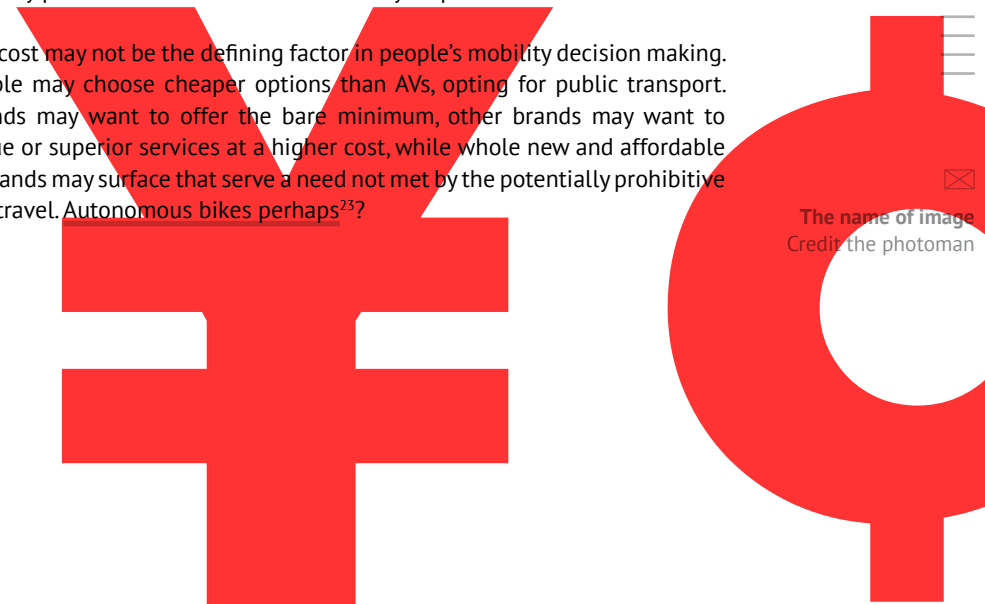 cost may not be the defining factor in people's mobility decision making.
may choose cheaper options than AVs, opting for public transport.
may want to offer the bare minimum, other brands may want to
or superior services at a higher cost, while whole new and affordable
may surface that serve a need not met by the potentially prohibitive
travel. Autonomous bikes perhaps²³?
The name of image
Credit the photoman
¥
¢